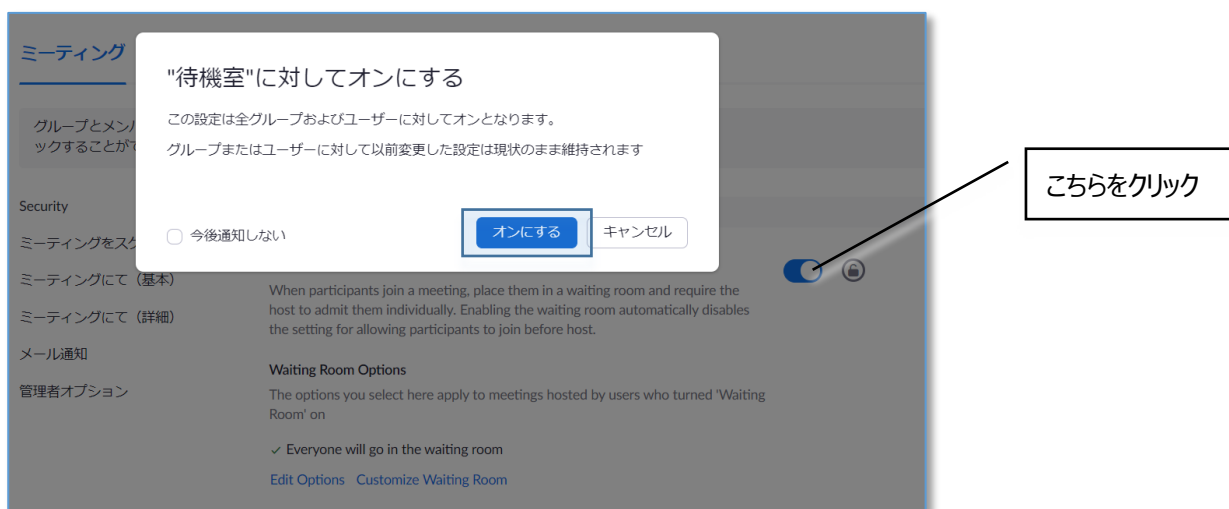 ミーティング
"待機室"に対してオンにする
この設定は全グループおよびユーザーに対してオンとなります。
グループまたはユーザーに対して以前変更した設定は現状のまま維持されます
今後通知しない
オンにする
キャンセル
グループとメンバ
ックすることがで
Security
ミーティングをスケ
ミーティングにて（基本）
ミーティングにて（詳細）
メール通知
管理者オプション
When participants join a meeting, place them in a waiting room and require the
host to admit them individually. Enabling the waiting room automatically disables
the setting for allowing participants to join before host.
Waiting Room Options
The options you select here apply to meetings hosted by users who turned 'Waiting
Room' on
Everyone will go in the waiting room
Edit Options Customize Waiting Room
こちらをクリック